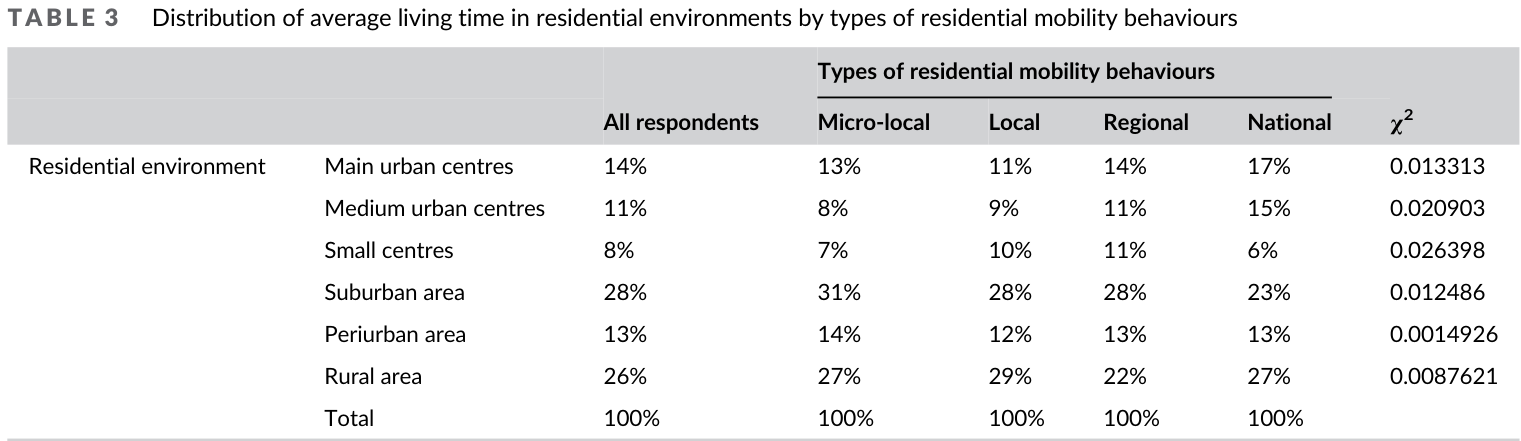 TABLE 3 Distribution of average living time in residential environments by types of residential mobility behaviours
Types of residential mobility behaviours
All respondents Micro-local Local Regional National χ²
Residential environment Main urban centres 14% 13% 11% 14% 17% 0.013313
Medium urban centres 11% 8% 9% 11% 15% 0.020903
Small centres 8% 7% 10% 11% 6% 0.026398
Suburban area 28% 31% 28% 28% 23% 0.012486
Periurban area 13% 14% 12% 13% 13% 0.0014926
Rural area 26% 27% 29% 22% 27% 0.0087621
Total 100% 100% 100% 100% 100%